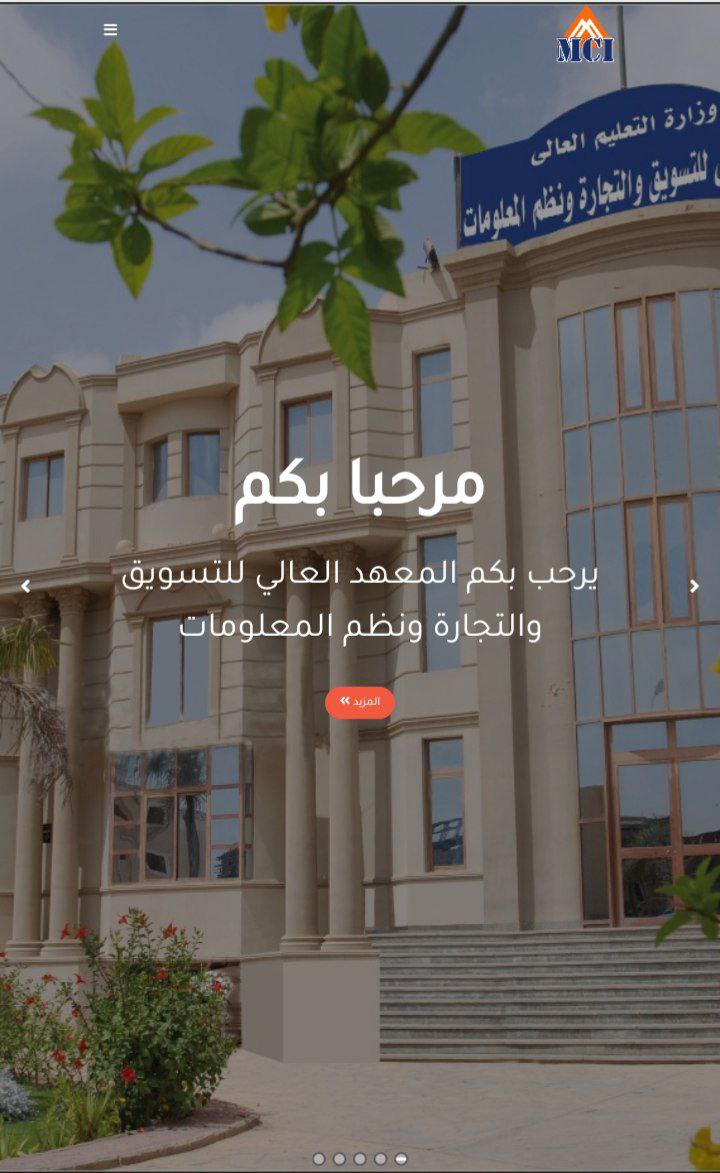 MCI
وزارة التعليم العالى
للتسويق والتجارة ونظم المعلومات
مرحبا بكم
يرحب بكم المعهد العالي للتسويق
والتجارة ونظم المعلومات
المزيد »